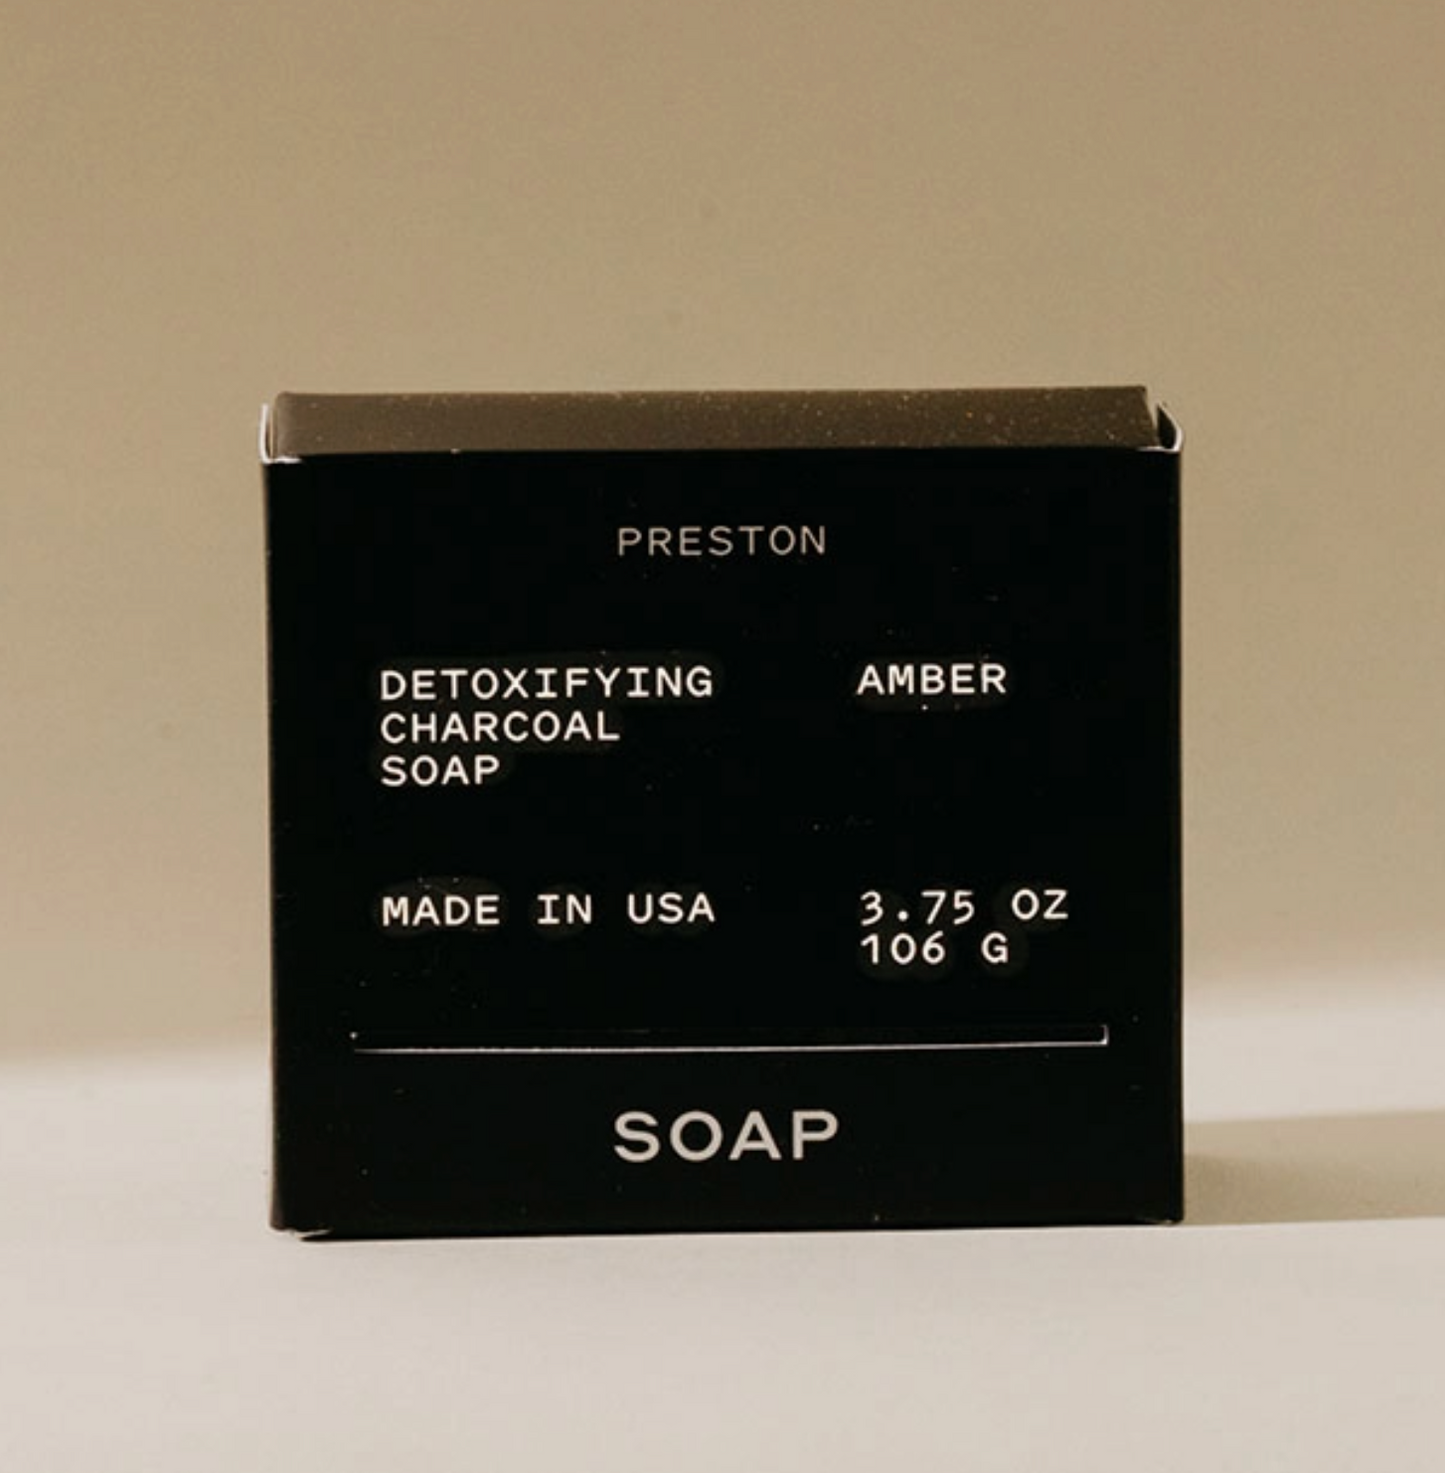 PRESTON
DETOXIFYING
CHARCOAL
SOAP
AMBER
MADE IN USA
3.75 OZ
106 G
SOAP